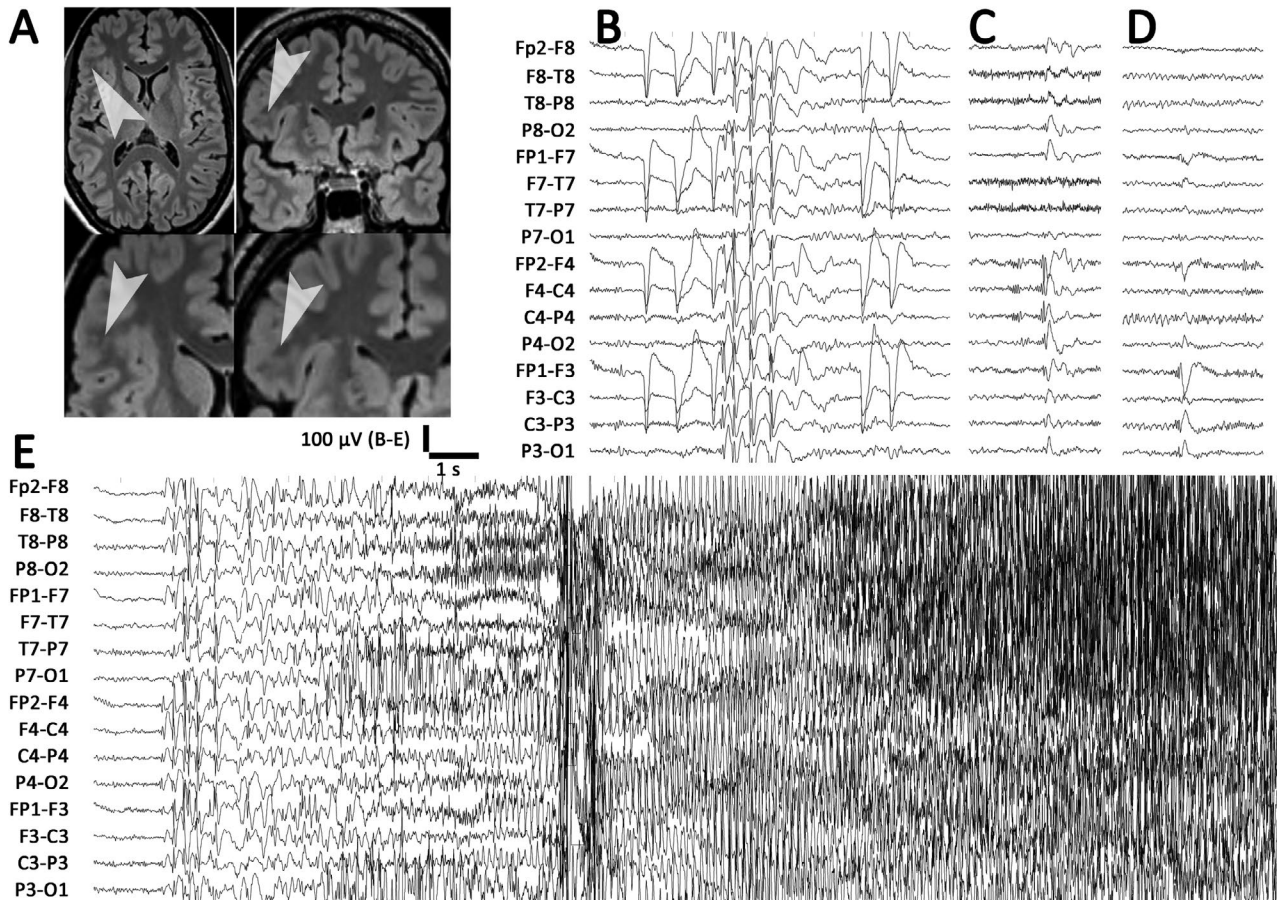 A
B
C
D
Fp2-F8
F8-T8
T8-P8
P8-O2
FP1-F7
F7-T7
T7-P7
P7-O1
FP2-F4
F4-C4
C4-P4
P4-O2
FP1-F3
F3-C3
C3-P3
P3-O1
100 µV (B-E)
1 s
E
Fp2-F8
F8-T8
T8-P8
P8-O2
FP1-F7
F7-T7
T7-P7
P7-O1
FP2-F4
F4-C4
C4-P4
P4-O2
FP1-F3
F3-C3
C3-P3
P3-O1